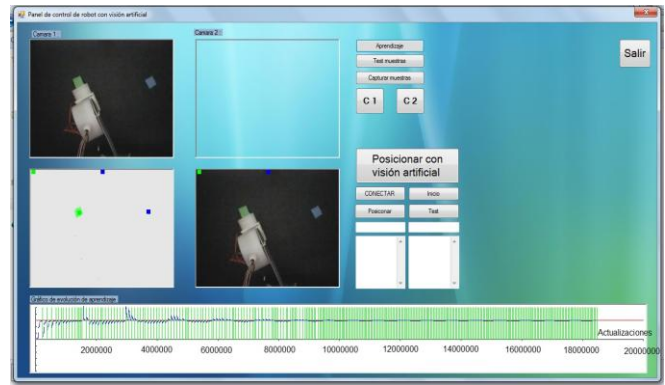 Panel de control de robot con visión artificial
Camara 1
Camara 2
Aprendizaje
Test muestras
Capturar muestras
C 1
C 2
Salir
Posicionar con
visión artificial
CONECTAR
Inicio
Posicionar
Test
Gráfico de evolución de aprendizaje
Actualizaciones
2000000
4000000
6000000
8000000
10000000
12000000
14000000
16000000
18000000
20000000